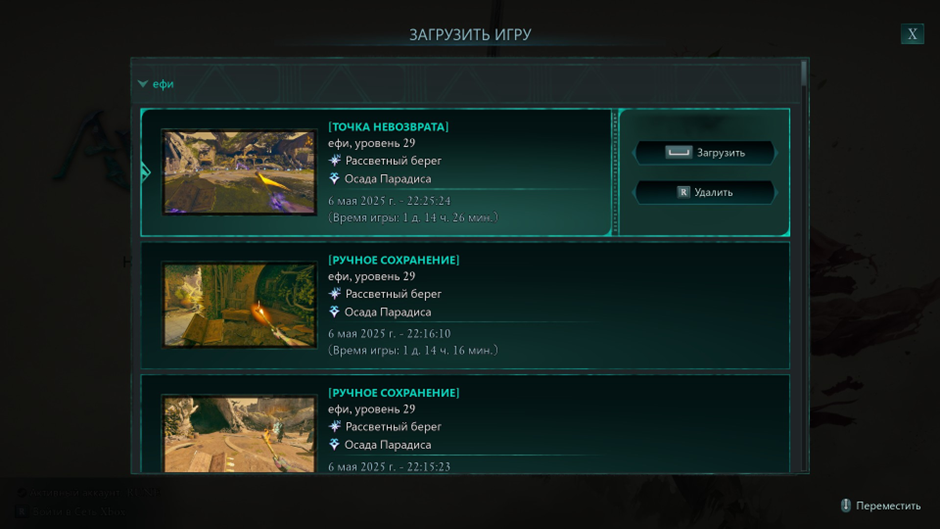 ЗАГРУЗИТЬ ИГРУ
X
ефи
[ТОЧКА НЕВОЗВРАТА]
ефи, уровень 29
Рассветный берег
Осада Парадиса
6 мая 2025 г. - 22:25:24
(Время игры: 1 д. 14 ч. 26 мин.)
Загрузить
R Удалить
[РУЧНОЕ СОХРАНЕНИЕ]
ефи, уровень 29
Рассветный берег
Осада Парадиса
6 мая 2025 г. - 22:16:10
(Время игры: 1 д. 14 ч. 16 мин.)
[РУЧНОЕ СОХРАНЕНИЕ]
ефи, уровень 29
Рассветный берег
Осада Парадиса
6 мая 2025 г. - 22:15:23
Переместить